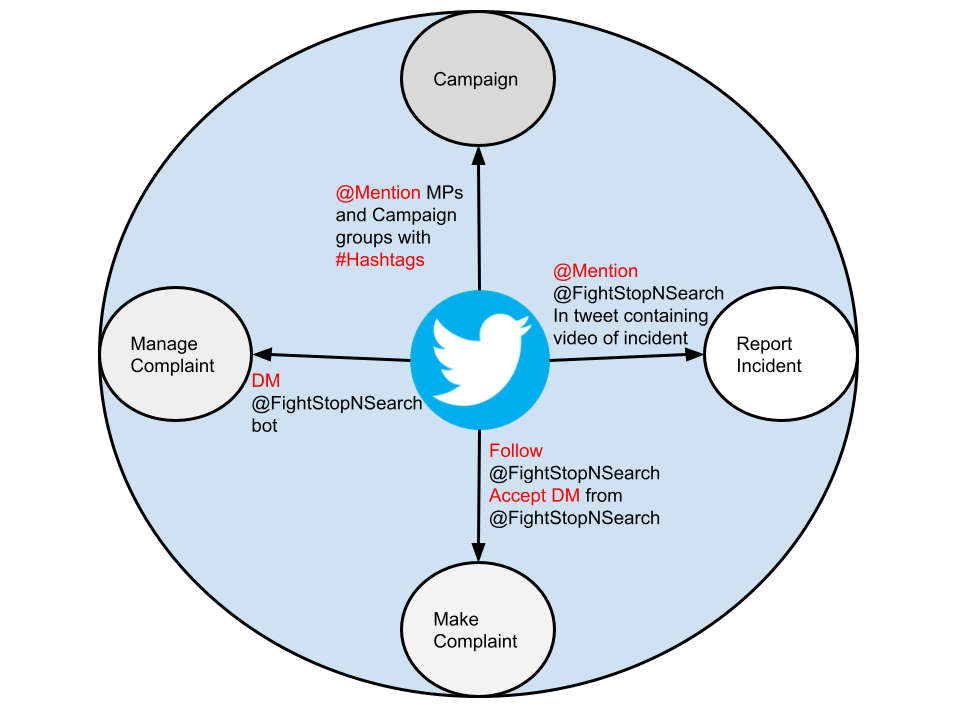 Campaign
@Mention MPs
and Campaign
groups with
#Hashtags
@Mention
@FightStopNSearch
In tweet containing
video of incident
Report
Incident
Manage
Complaint
DM
@FightStopNSearch
bot
Follow
@FightStopNSearch
Accept DM from
@FightStopNSearch
Make
Complaint